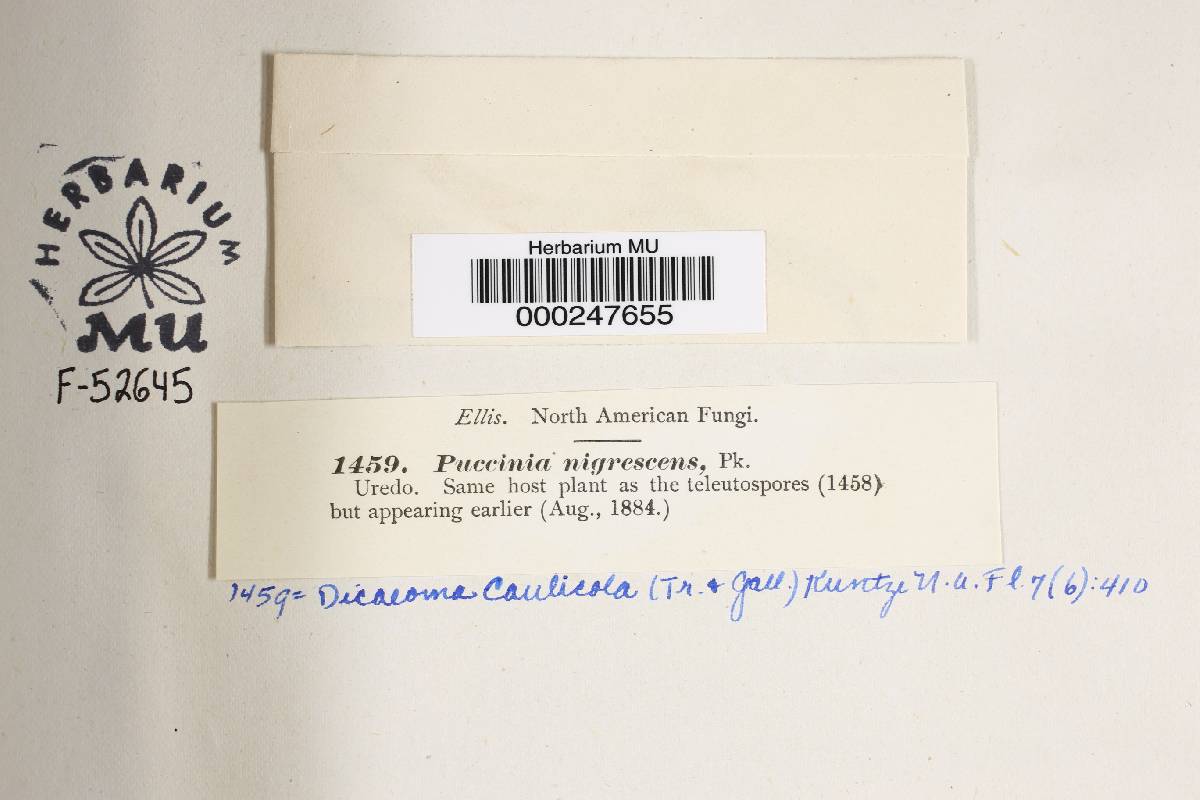 HERBARIUM
MU
F-52645
Herbarium MU
000247655
Ellis. North American Fungi.
1459. Puccinia nigrescens, Pk.
Uredo. Same host plant as the teleutospores (1458)
but appearing earlier (Aug., 1884.)
1459 = Dicaeoma Caulicola (Tr. & Gall.) Kuntze N. A. Fl. 7(6):410